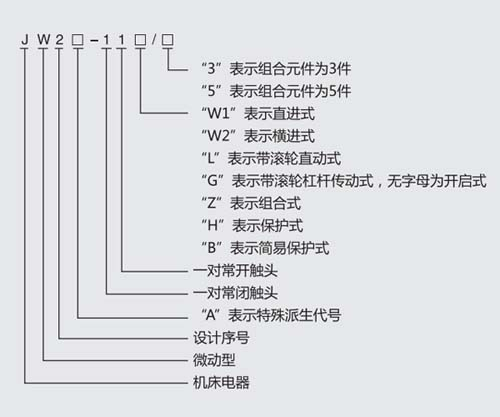 JW2□-11□/□
“3”表示组合元件为3件
“5”表示组合元件为5件
“W1”表示直进式
“W2”表示横进式
“L”表示带滚轮直动式
“G”表示带滚轮杠杆传动式，无字母为开启式
“Z”表示组合式
“H”表示保护式
“B”表示简易保护式
一对常开触头
一对常闭触头
“A”表示特殊派生代号
设计序号
微动型
机床电器